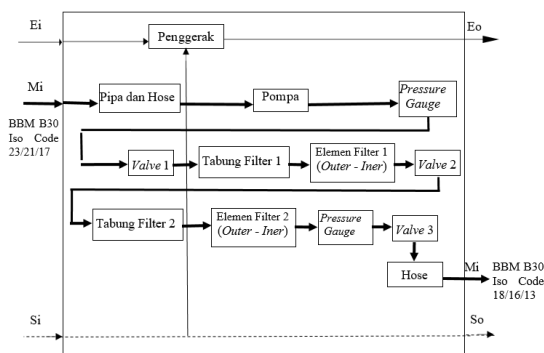 Ei
Penggerak
Eo
Mi
Pipa dan Hose
Pompa
Pressure
Gauge
BBM B30
Iso Code
23/21/17
Valve 1
Tabung Filter 1
Elemen Filter 1
(Outer - Iner)
Valve 2
Tabung Filter 2
Elemen Filter 2
(Outer - Iner)
Pressure
Gauge
Valve 3
Hose
Mi
BBM B30
Iso Code
18/16/13
Si
So